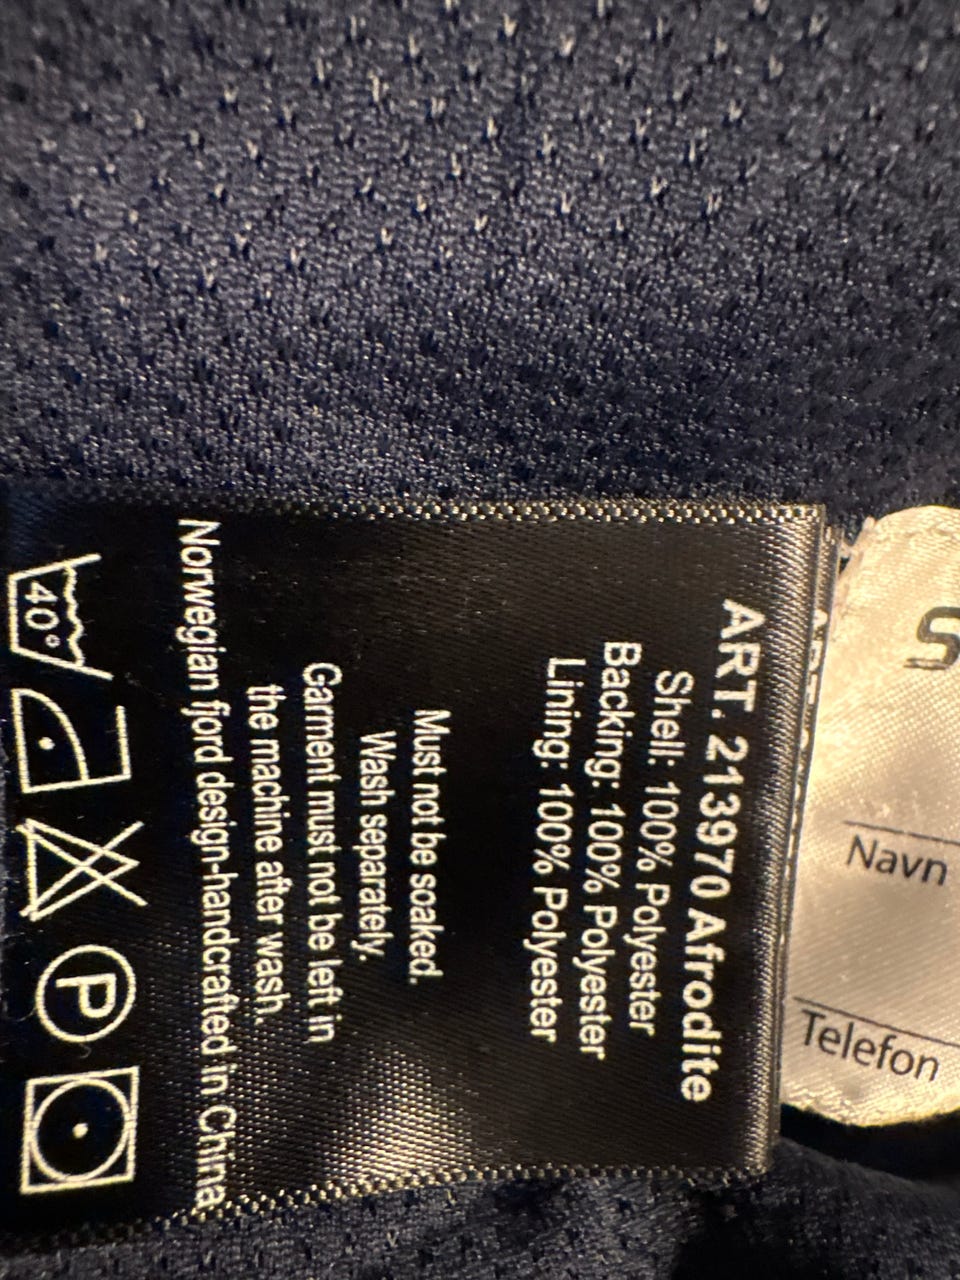 S
Navn
Telefon
ART. 213970 Afrodite
Shell: 100% Polyester
Backing: 100% Polyester
Lining: 100% Polyester
Must not be soaked.
Wash separately.
Garment must not be left in
the machine after wash.
Norwegian fjord design-handcrafted in China
40°
P